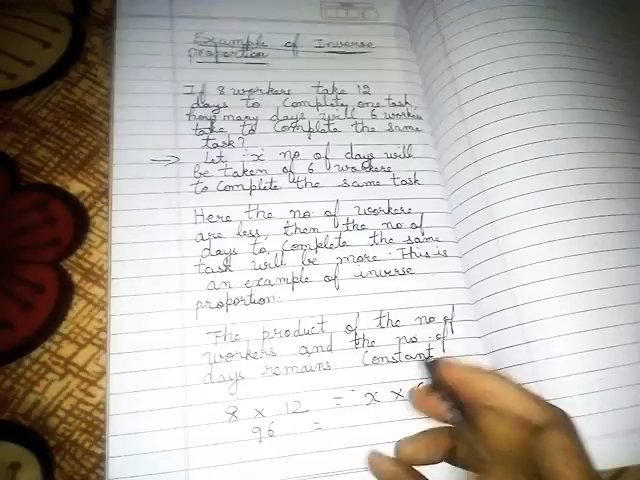 Example of Inverse
proportion
If 8 workers take 12
days to complete one task,
how many days will 6 workers
take to complete the same
task?
→ Let 'x' no of days will
be taken of 6 workers
to complete the same task
Here the no. of workers
are less, then the no of
days to complete the same
task will be more. This is
an example of inverse
proportion.
The product of the no of
workers and the no. of
days remains constant
8 × 12 = x ×
96 =